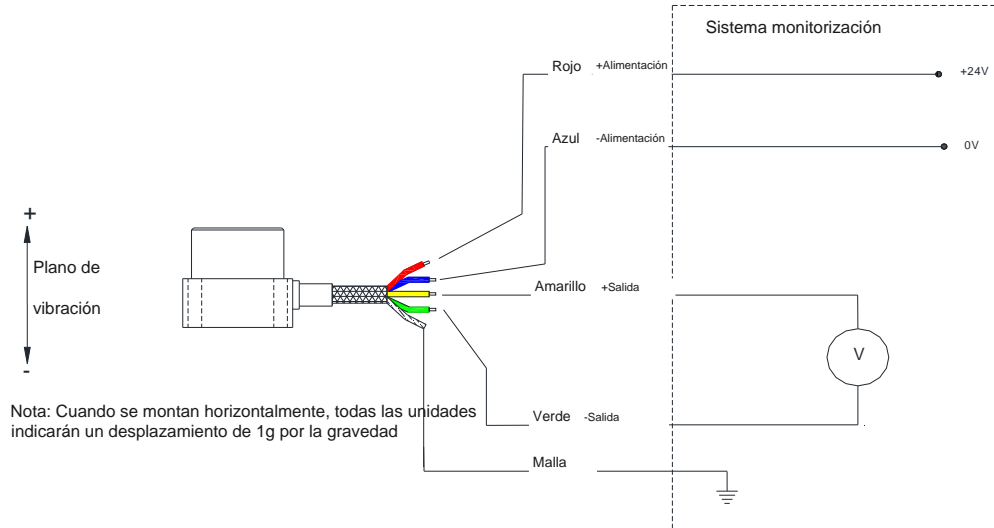 Sistema monitorización
Rojo +Alimentación
+24V
Azul -Alimentación
0V
+
Plano de
vibración
-
Amarillo +Salida
V
Nota: Cuando se montan horizontalmente, todas las unidades
indicarán un desplazamiento de 1g por la gravedad
Verde -Salida
Malla